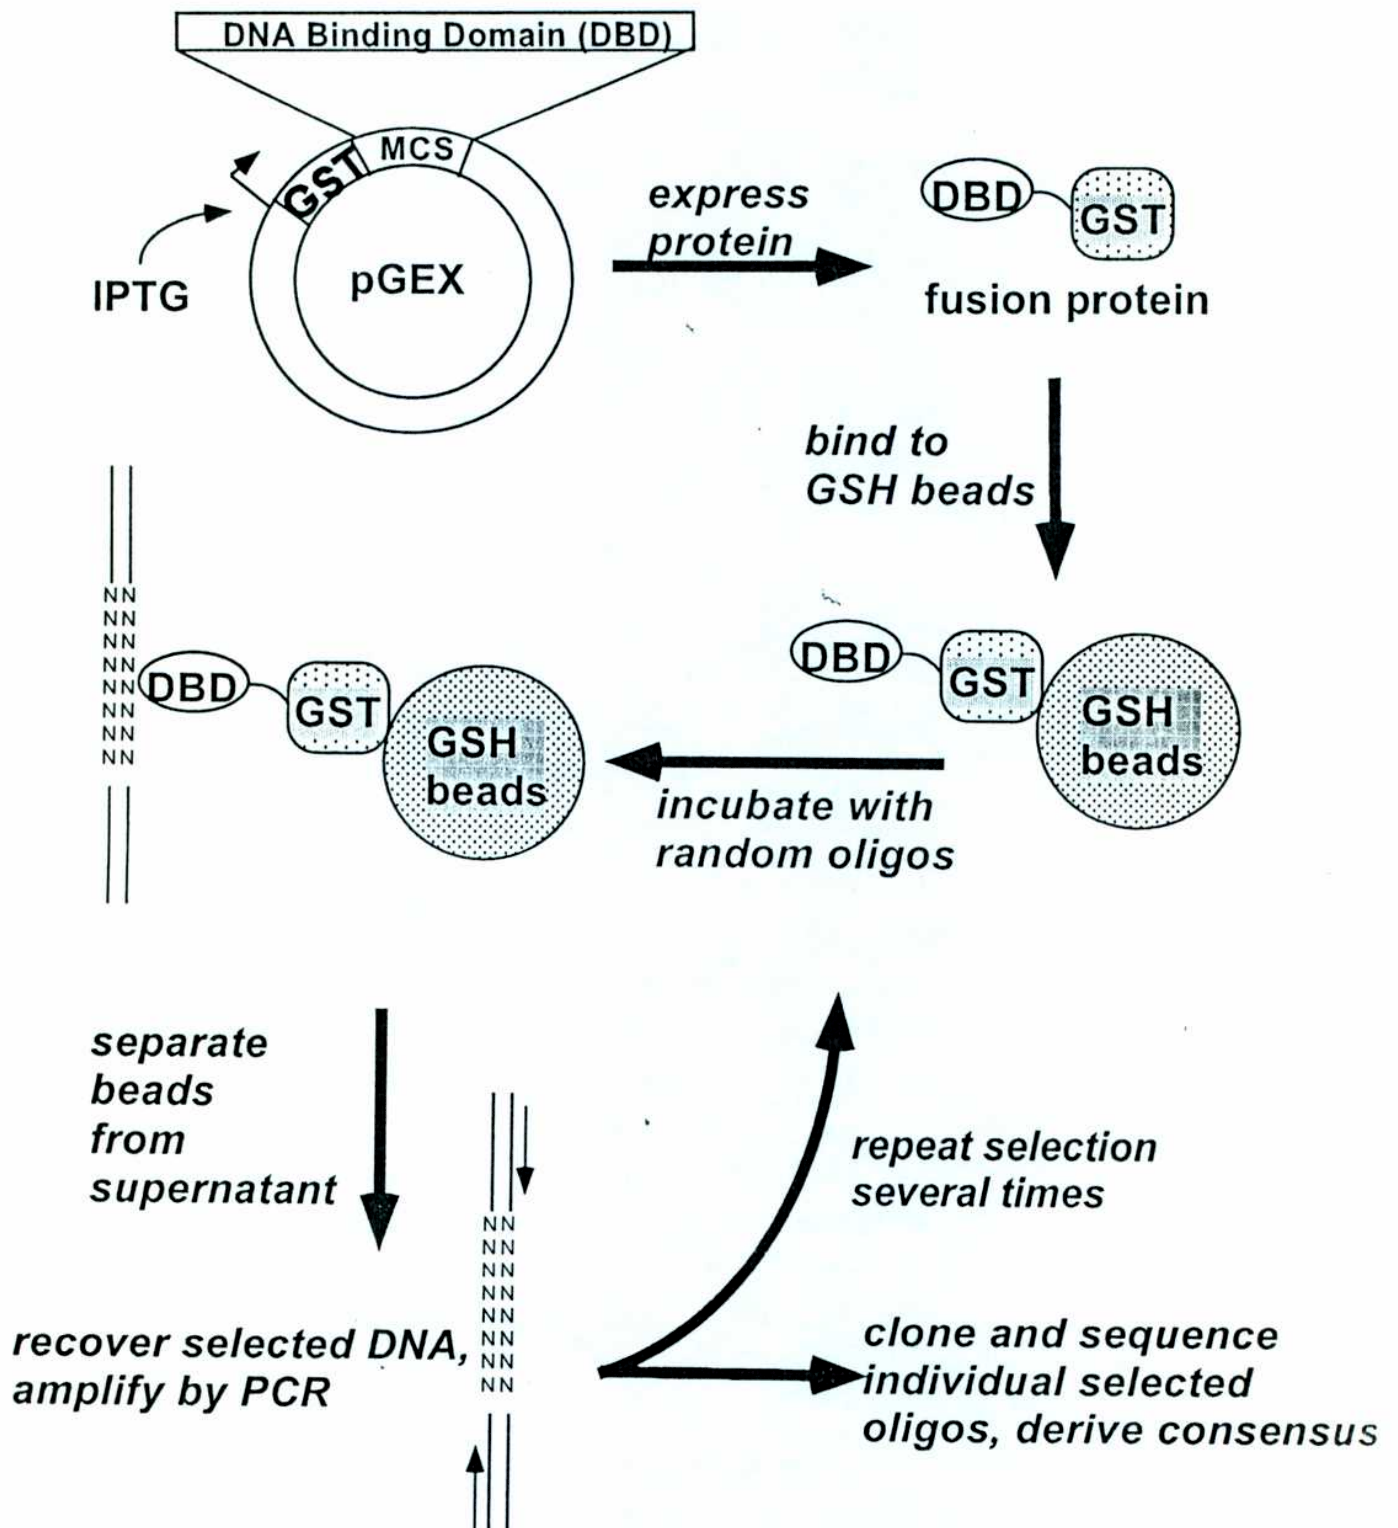 DNA Binding Domain (DBD)
MCS
GST
pGEX
IPTG
express
protein
DBD
GST
fusion protein
bind to
GSH beads
DBD
GST
GSH
beads
incubate with
random oligos
NN
NN
NN
NN
NN
NN
NN
NN
DBD
GST
GSH
beads
separate
beads
from
supernatant
recover selected DNA,
amplify by PCR
NN
NN
NN
NN
NN
NN
NN
NN
repeat selection
several times
clone and sequence
individual selected
oligos, derive consensus